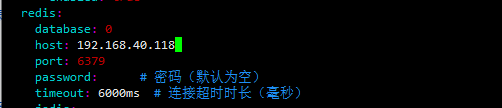 redis:
database: 0
host: 192.168.40.118
port: 6379
password: # 密码（默认为空）
timeout: 6000ms # 连接超时时长（毫秒）